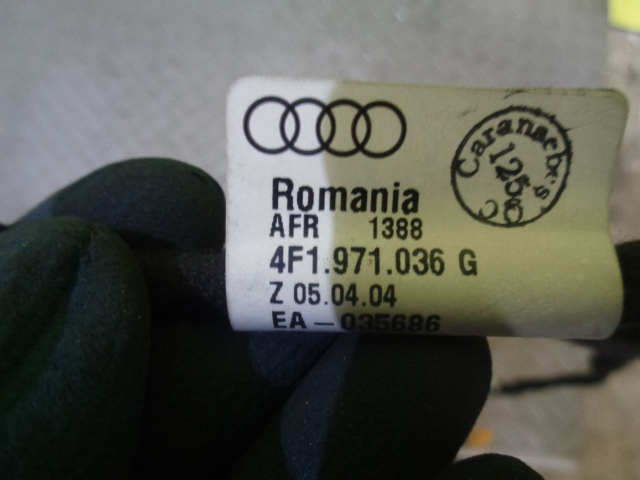 Romania
AFR 1388
4F1.971.036 G
Z 05.04.04
EA-035686